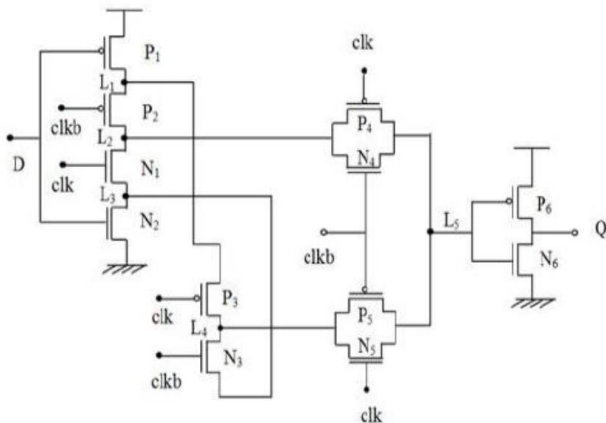 P₁
clk
L₁
P₂
clkb
P₄
L₂
D
clk
N₁
N₄
L₃
N₂
L₅
P₆
Q
clkb
N₆
P₃
P₅
clk
L₄
N₃
N₅
clkb
clk